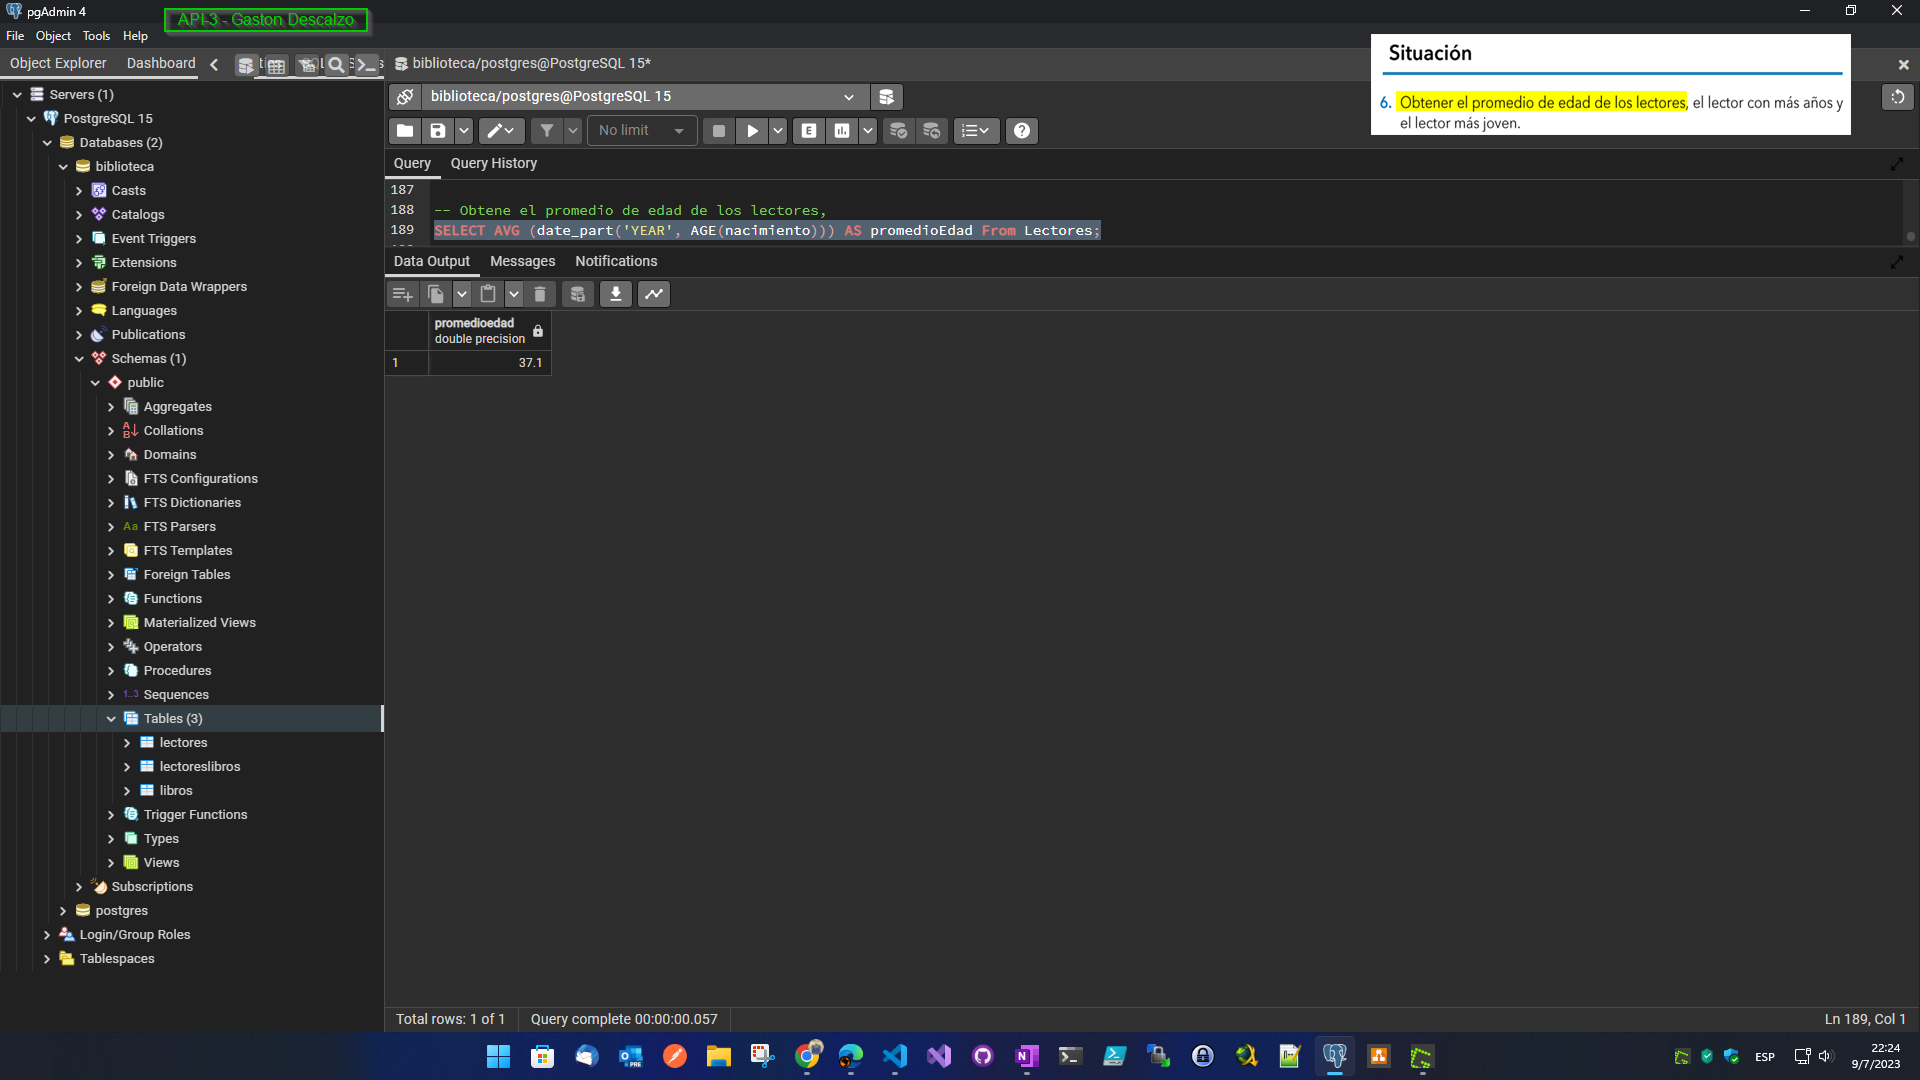 pgAdmin 4
API-3 - Gaston Descalzo
File Object Tools Help
Object Explorer
Dashboard
biblioteca/postgres@PostgreSQL 15*
Situación
6. Obtener el promedio de edad de los lectores, el lector con más años y
el lector más joven.
Servers (1)
PostgreSQL 15
Databases (2)
biblioteca
Casts
Catalogs
Event Triggers
Extensions
Foreign Data Wrappers
Languages
Publications
Schemas (1)
public
Aggregates
Collations
Domains
FTS Configurations
FTS Dictionaries
Aa FTS Parsers
FTS Templates
Foreign Tables
Functions
Materialized Views
Operators
Procedures
1..3 Sequences
Tables (3)
lectores
lectoreslibros
libros
Trigger Functions
Types
Views
Subscriptions
postgres
Login/Group Roles
Tablespaces
biblioteca/postgres@PostgreSQL 15
No limit
E
Query Query History
187
188 -- Obtene el promedio de edad de los lectores,
189 SELECT AVG (date_part('YEAR', AGE(nacimiento))) AS promedioEdad From Lectores;
Data Output Messages Notifications
promedioedad
double precision
1 37.1
Total rows: 1 of 1 Query complete 00:00:00.057
Ln 189, Col 1
ESP
22:24
9/7/2023